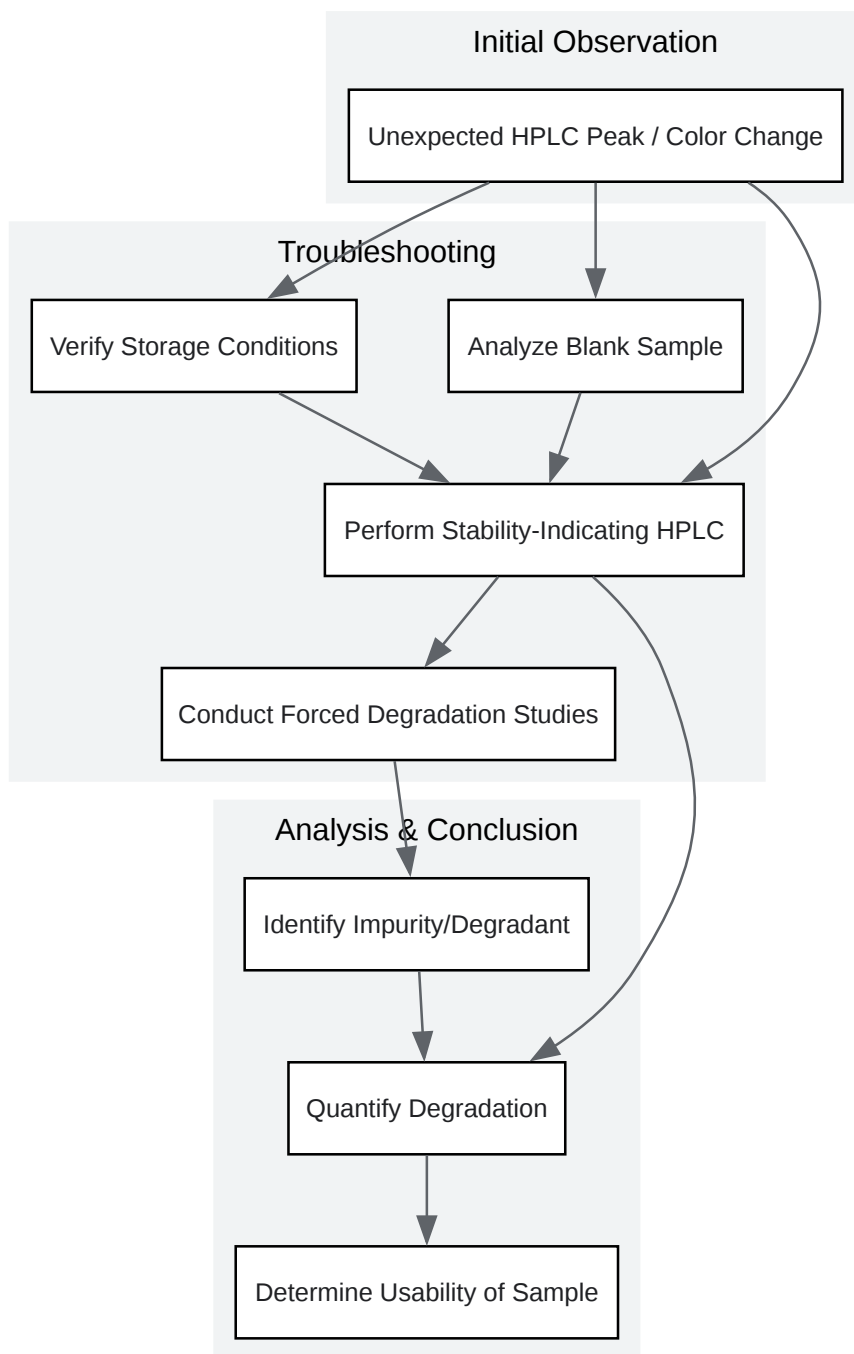 Initial Observation
Unexpected HPLC Peak / Color Change
Troubleshooting
Verify Storage Conditions
Analyze Blank Sample
Perform Stability-Indicating HPLC
Conduct Forced Degradation Studies
Analysis & Conclusion
Identify Impurity/Degradant
Quantify Degradation
Determine Usability of Sample